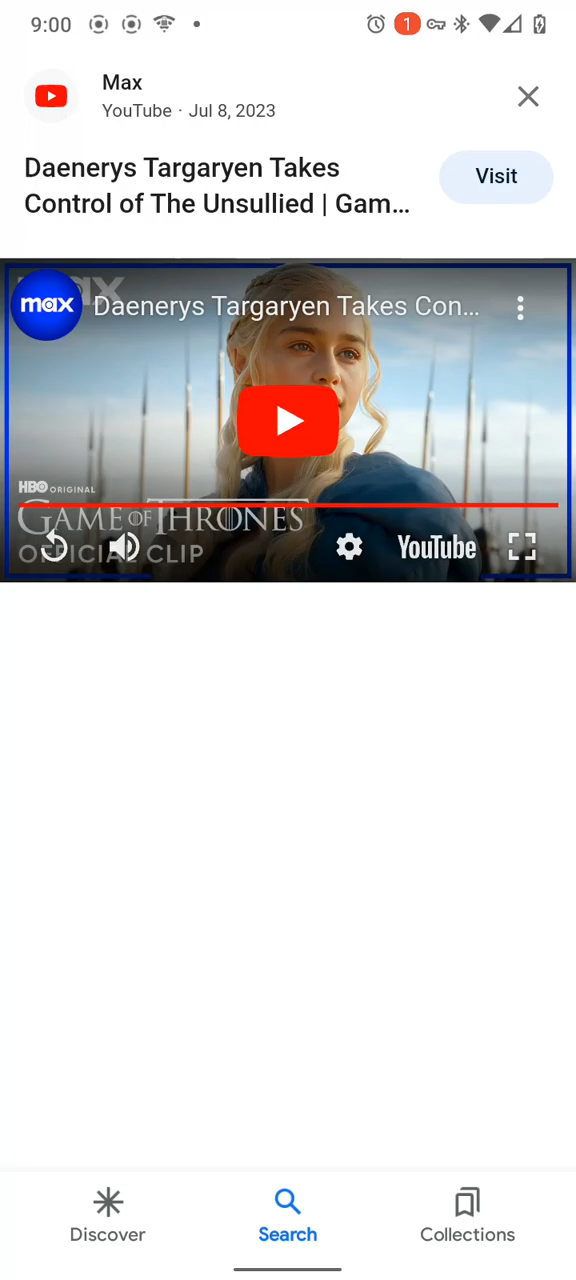 9:00
1
Max
YouTube · Jul 8, 2023
Daenerys Targaryen Takes
Control of The Unsullied | Gam...
Visit
max
Daenerys Targaryen Takes Con...
HBO ORIGINAL
GAME OF THRONES
OFFICIAL CLIP
YouTube
Discover
Search
Collections